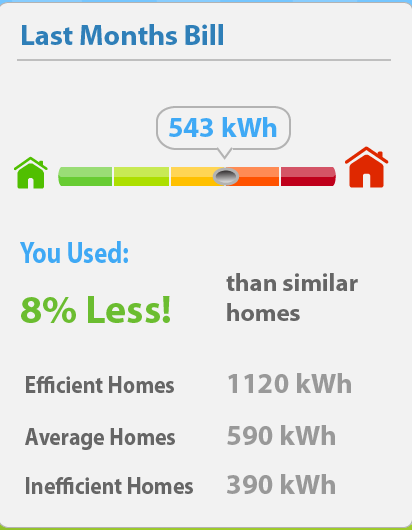 Last Months Bill
543 kWh
You Used:
8% Less!
than similar
homes
Efficient Homes 1120 kWh
Average Homes 590 kWh
Inefficient Homes 390 kWh